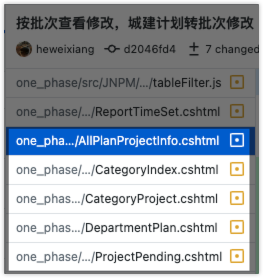 按批次查看修改，城建计划转批次修改
heweixiang d2046fd4 7 changed
one_phase/src/JNPM/.../tableFilter.js
one_phase/.../ReportTimeSet.cshtml
one_pha.../AllPlanProjectInfo.cshtml
one_phase/.../CategoryIndex.cshtml
one_phas.../CategoryProject.cshtml
one_phase.../DepartmentPlan.cshtml
one_phase/.../ProjectPending.cshtml